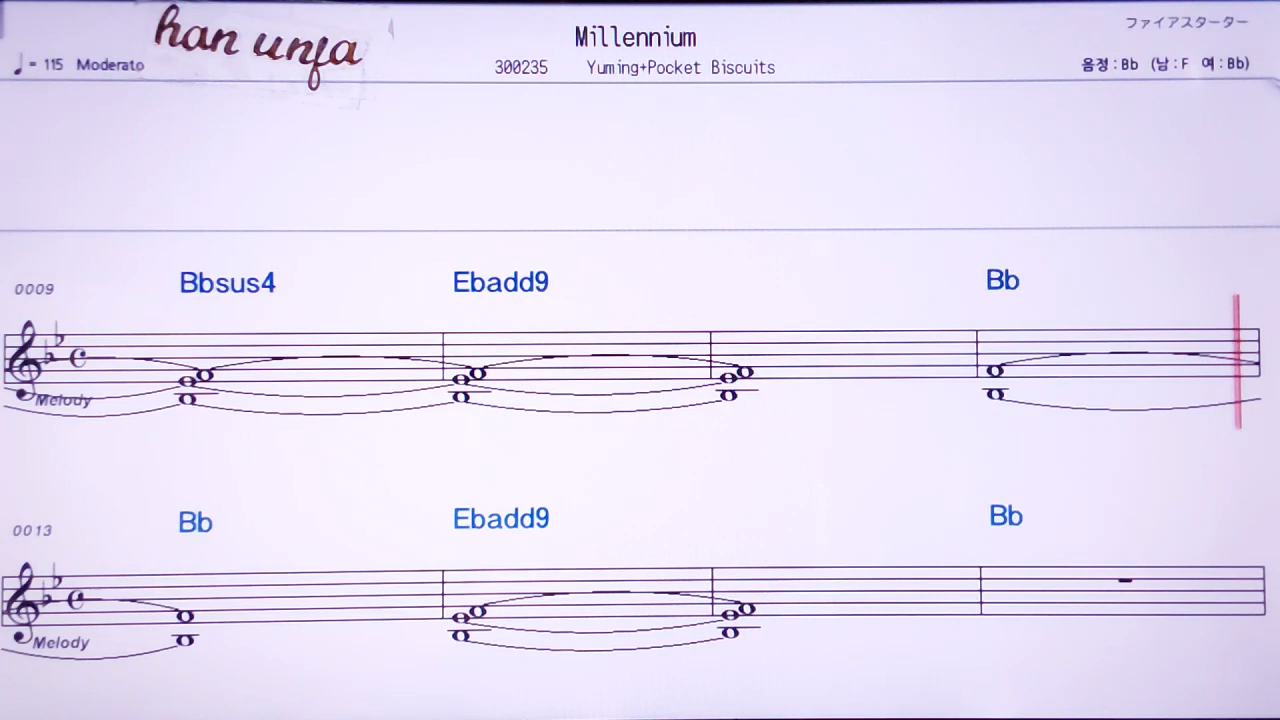 han unfa
Millennium
ファイアスターター
♩= 115 Moderato
300235 Yuming+Pocket Biscuits
음정:Bb (남:F 여:Bb)
Bbsus4 Ebadd9 Bb
0009
Melody
Bb Ebadd9 Bb
0013
Melody